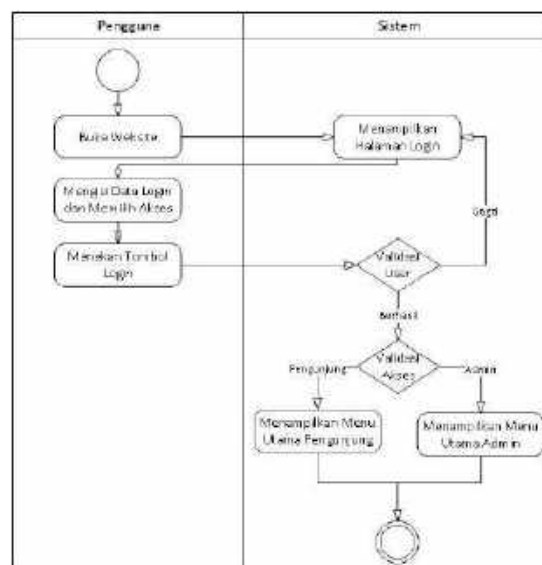 Pengguna
Sistem
Buka Website
Menampilkan
Halaman Login
Mengisi Data Login
dan Memilih Akses
Gagal
Menekan Tombol
Login
Validasi
User
Berhasil
Pengunjung
Validasi
Akses
Admin
Menampilkan Menu
Utama Pengunjung
Menampilkan Menu
Utama Admin